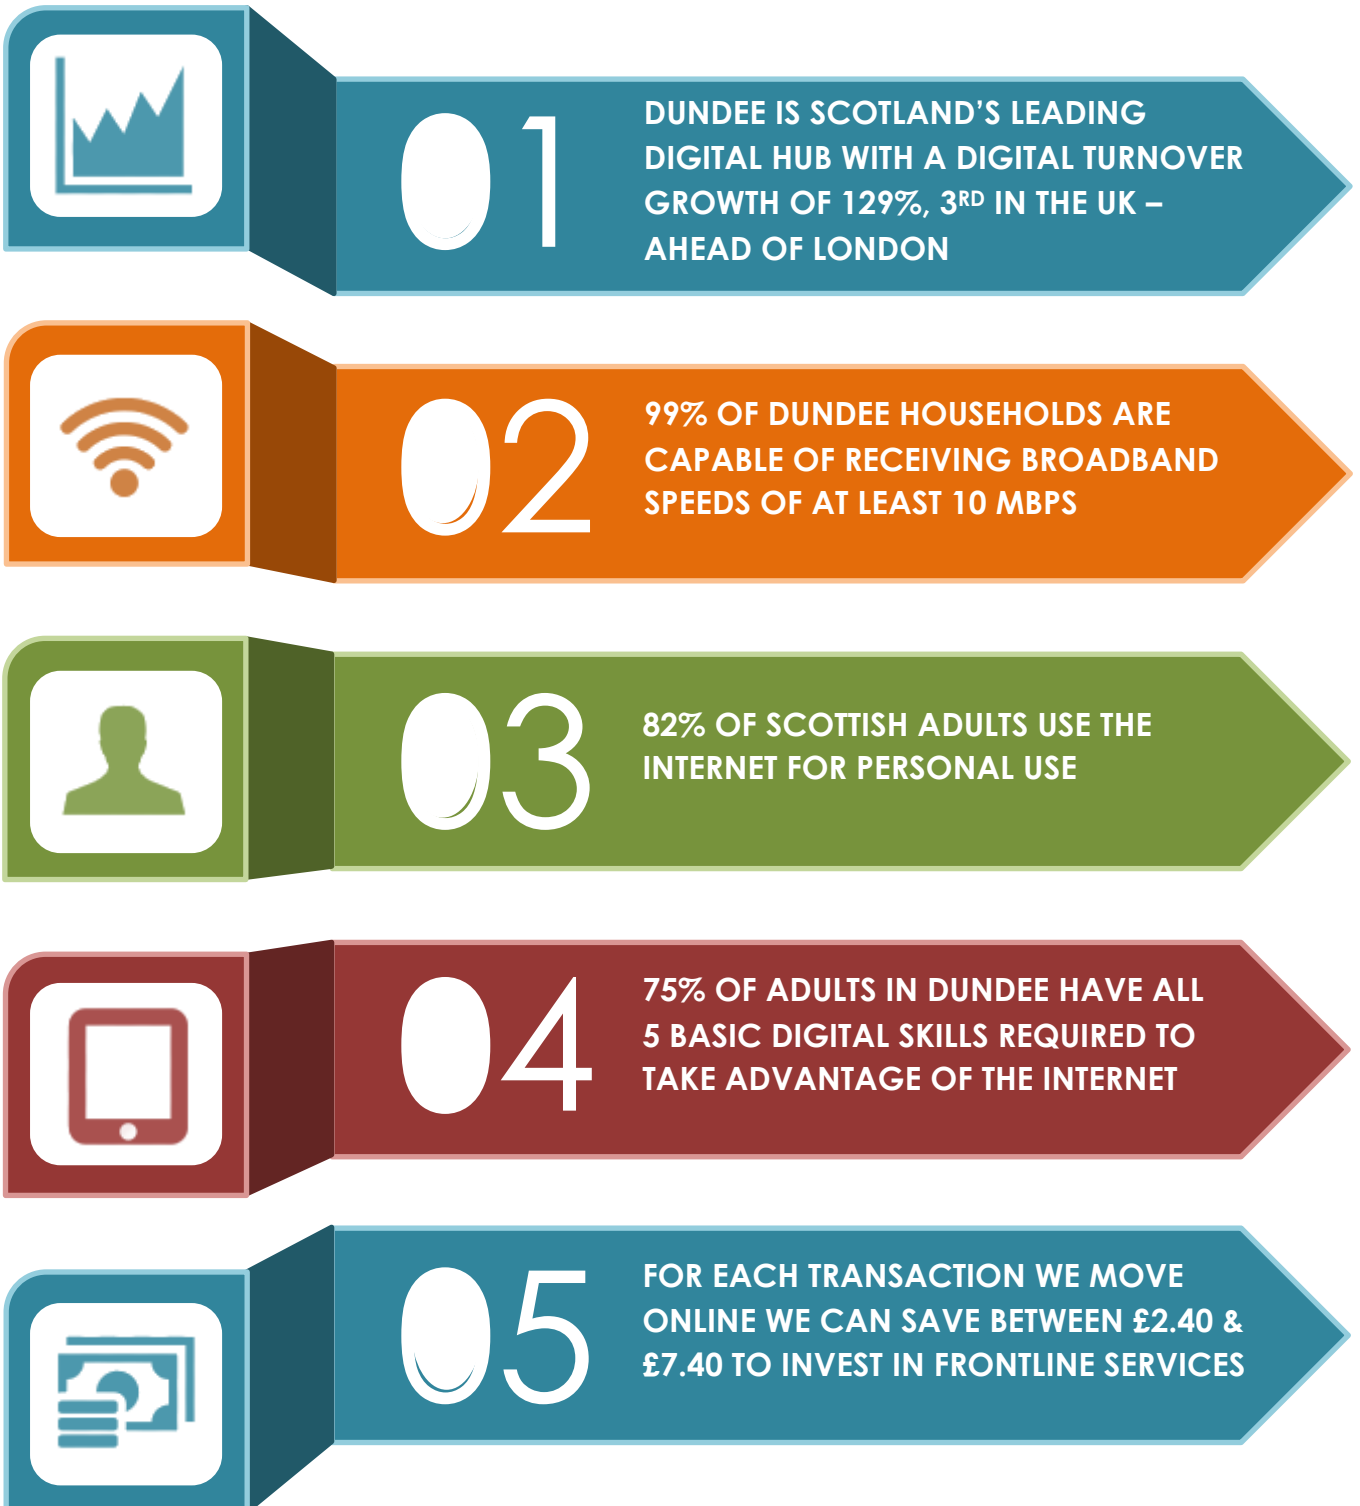 01
DUNDEE IS SCOTLAND’S LEADING
DIGITAL HUB WITH A DIGITAL TURNOVER
GROWTH OF 129%, 3RD IN THE UK –
AHEAD OF LONDON
02
99% OF DUNDEE HOUSEHOLDS ARE
CAPABLE OF RECEIVING BROADBAND
SPEEDS OF AT LEAST 10 MBPS
03
82% OF SCOTTISH ADULTS USE THE
INTERNET FOR PERSONAL USE
04
75% OF ADULTS IN DUNDEE HAVE ALL
5 BASIC DIGITAL SKILLS REQUIRED TO
TAKE ADVANTAGE OF THE INTERNET
05
FOR EACH TRANSACTION WE MOVE
ONLINE WE CAN SAVE BETWEEN £2.40 &
£7.40 TO INVEST IN FRONTLINE SERVICES